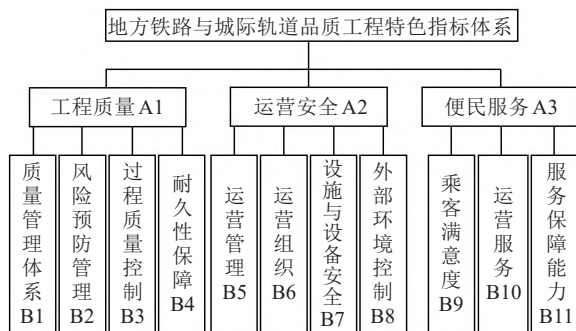 地方铁路与城际轨道品质工程特色指标体系
工程质量A1
运营安全A2
便民服务A3
质量管理体系B1
风险预防管理B2
过程质量控制B3
耐久性保障B4
运营管理B5
运营组织B6
设施与设备安全B7
外部环境控制B8
乘客满意度B9
运营服务B10
服务保障能力B11